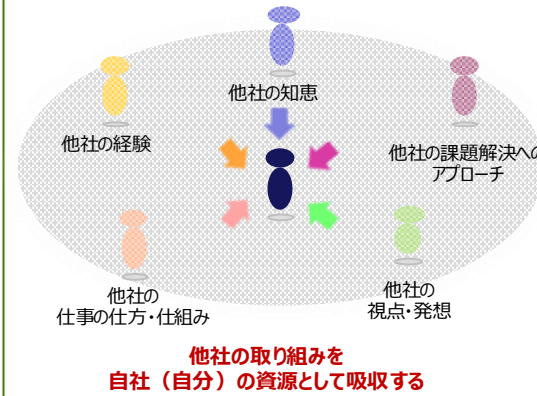 他社の知恵
他社の経験
他社の課題解決への
アプローチ
他社の
仕事の仕方・仕組み
他社の
視点・発想
他社の取り組みを
自社（自分）の資源として吸収する